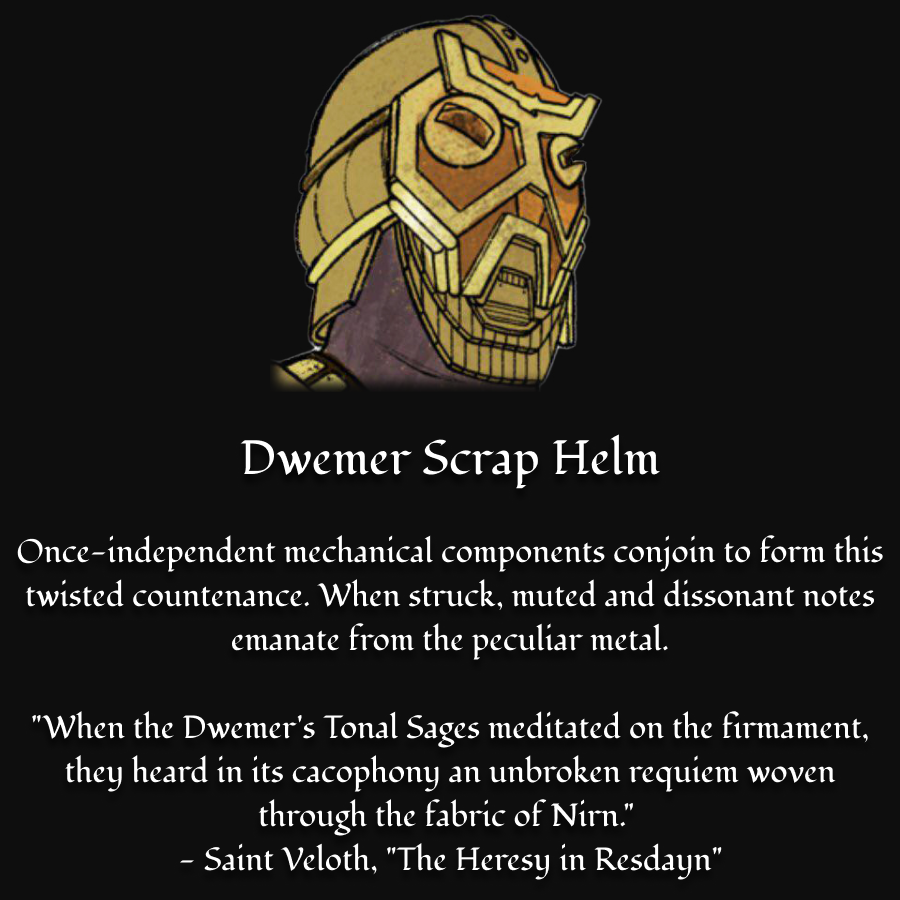 Dwemer Scrap Helm
Once-independent mechanical components conjoin to form this
twisted countenance. When struck, muted and dissonant notes
emanate from the peculiar metal.
"When the Dwemer's Tonal Sages meditated on the firmament,
they heard in its cacophony an unbroken requiem woven
through the fabric of Nirn."
- Saint Veloth, "The Heresy in Resdayn"